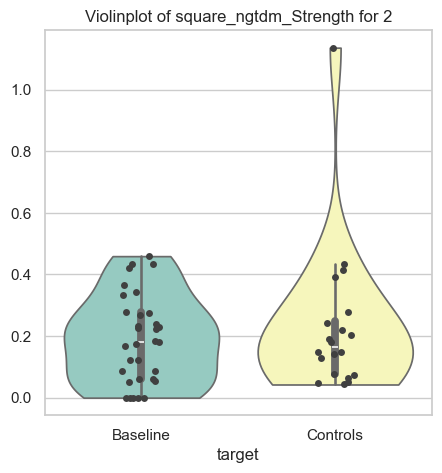 Violinplot of square_ngtdm_Strength for 2
1.0
0.8
0.6
0.4
0.2
0.0
Baseline Controls
target